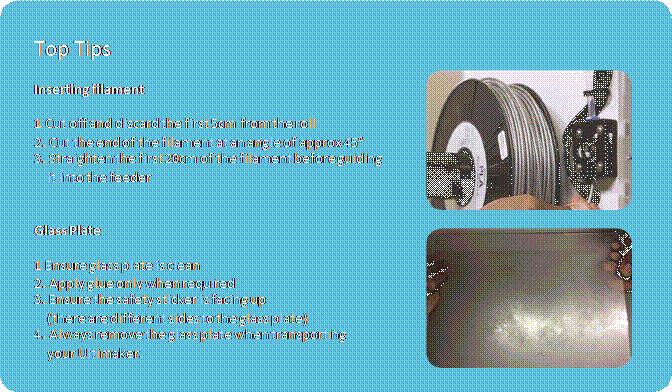 Top Tips
Inserting filament
1. Cut off and discard the first 5cm from the roll
2. Cut the end of the filament at an angle of approx 45°
3. Straighten the first 20cm of the filament before guiding
it into the feeder
PLA
Glass Plate
1. Ensure glass plate is clean
2. Apply glue only when required
3. Ensure the safety sticker is facing up
(there are different sides to the glass plate)
4. Always remove the glass plate when transporting
your Ultimaker.